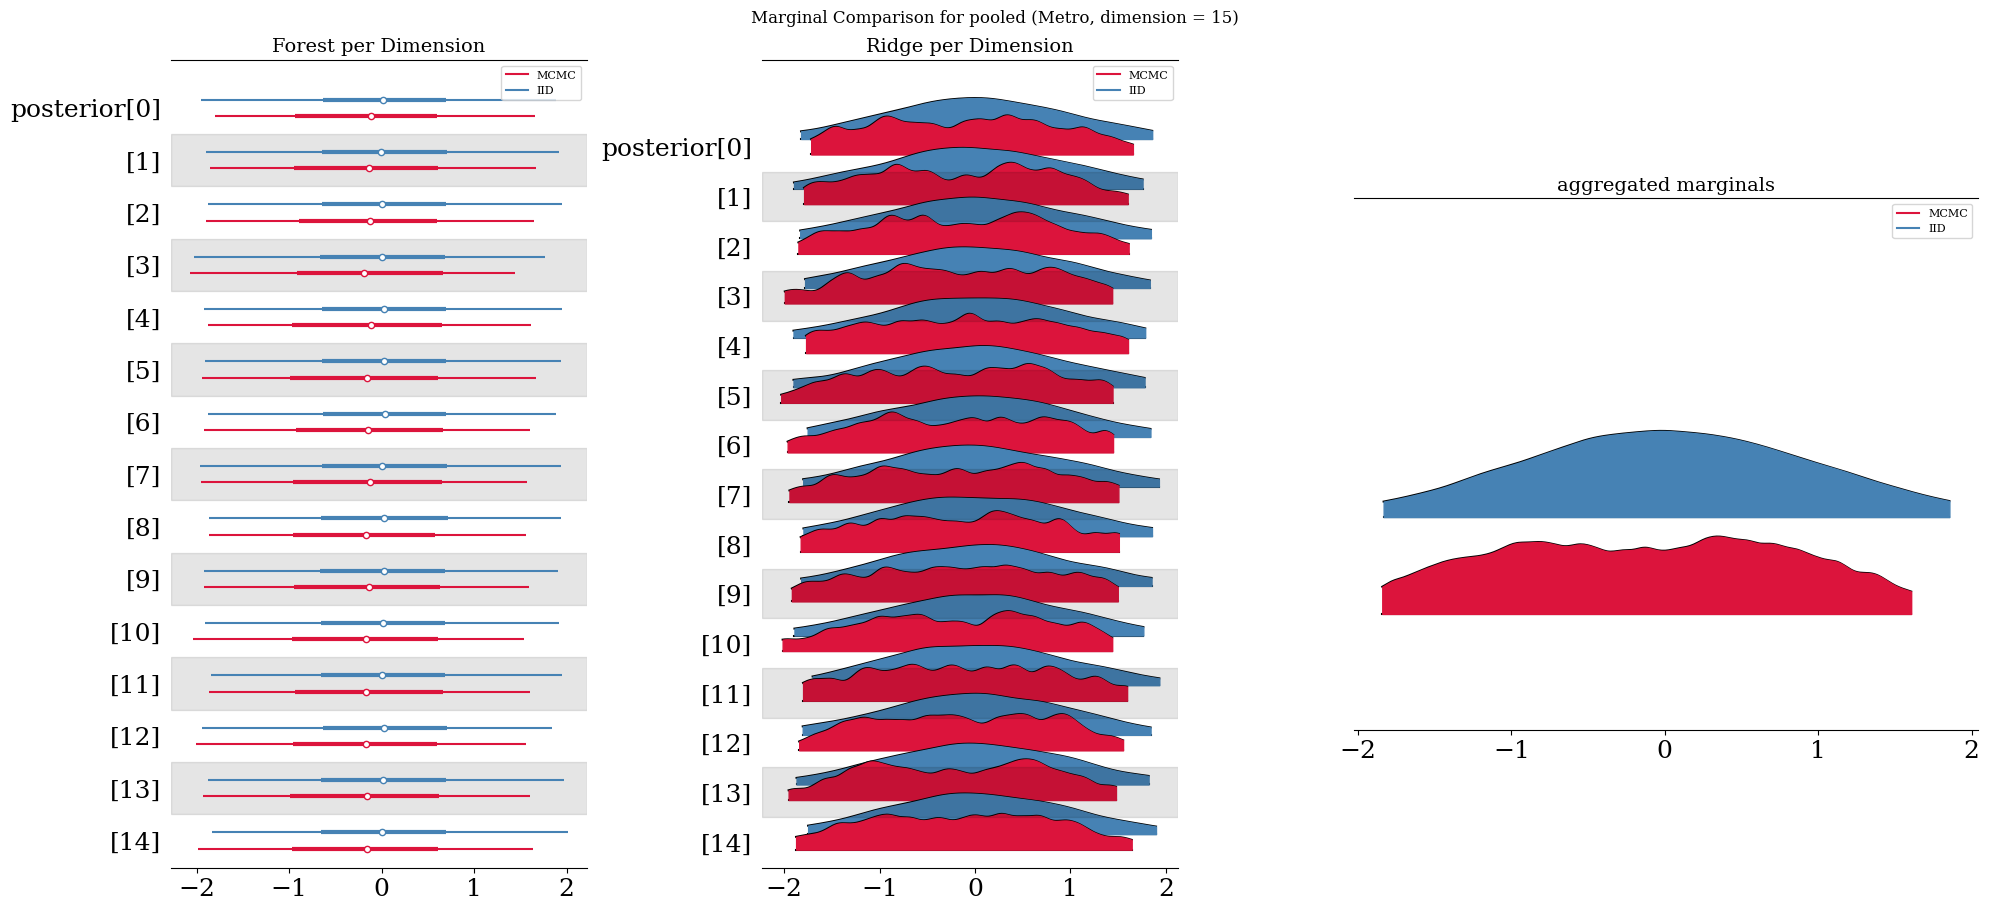 Marginal Comparison for pooled (Metro, dimension = 15)
Forest per Dimension
MCMC
IID
posterior[0]
[1]
[2]
[3]
[4]
[5]
[6]
[7]
[8]
[9]
[10]
[11]
[12]
[13]
[14]
−2 −1 0 1 2
Ridge per Dimension
MCMC
IID
posterior[0]
[1]
[2]
[3]
[4]
[5]
[6]
[7]
[8]
[9]
[10]
[11]
[12]
[13]
[14]
−2 −1 0 1 2
aggregated marginals
MCMC
IID
−2 −1 0 1 2